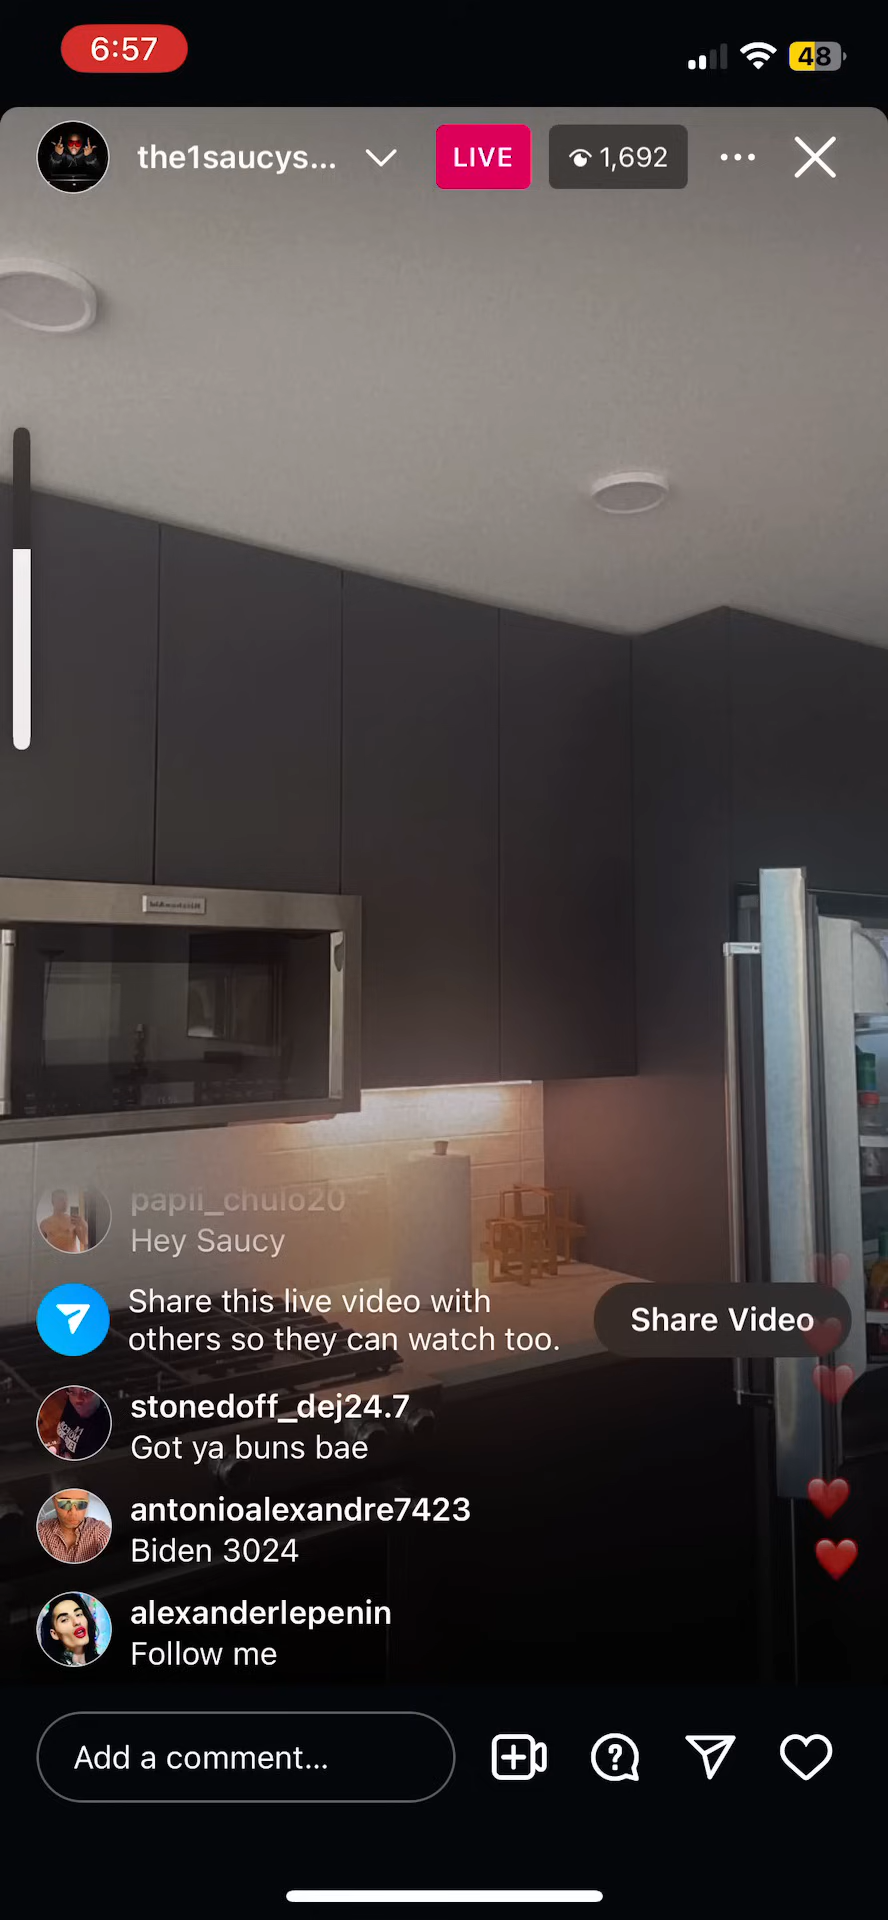 6:57
48
the1saucys...
LIVE
1,692
papii_chulo20
Hey Saucy
Share this live video with
others so they can watch too.
Share Video
stonedoff_dej24.7
Got ya buns bae
antonioalexandre7423
Biden 3024
alexanderlepenin
Follow me
Add a comment...